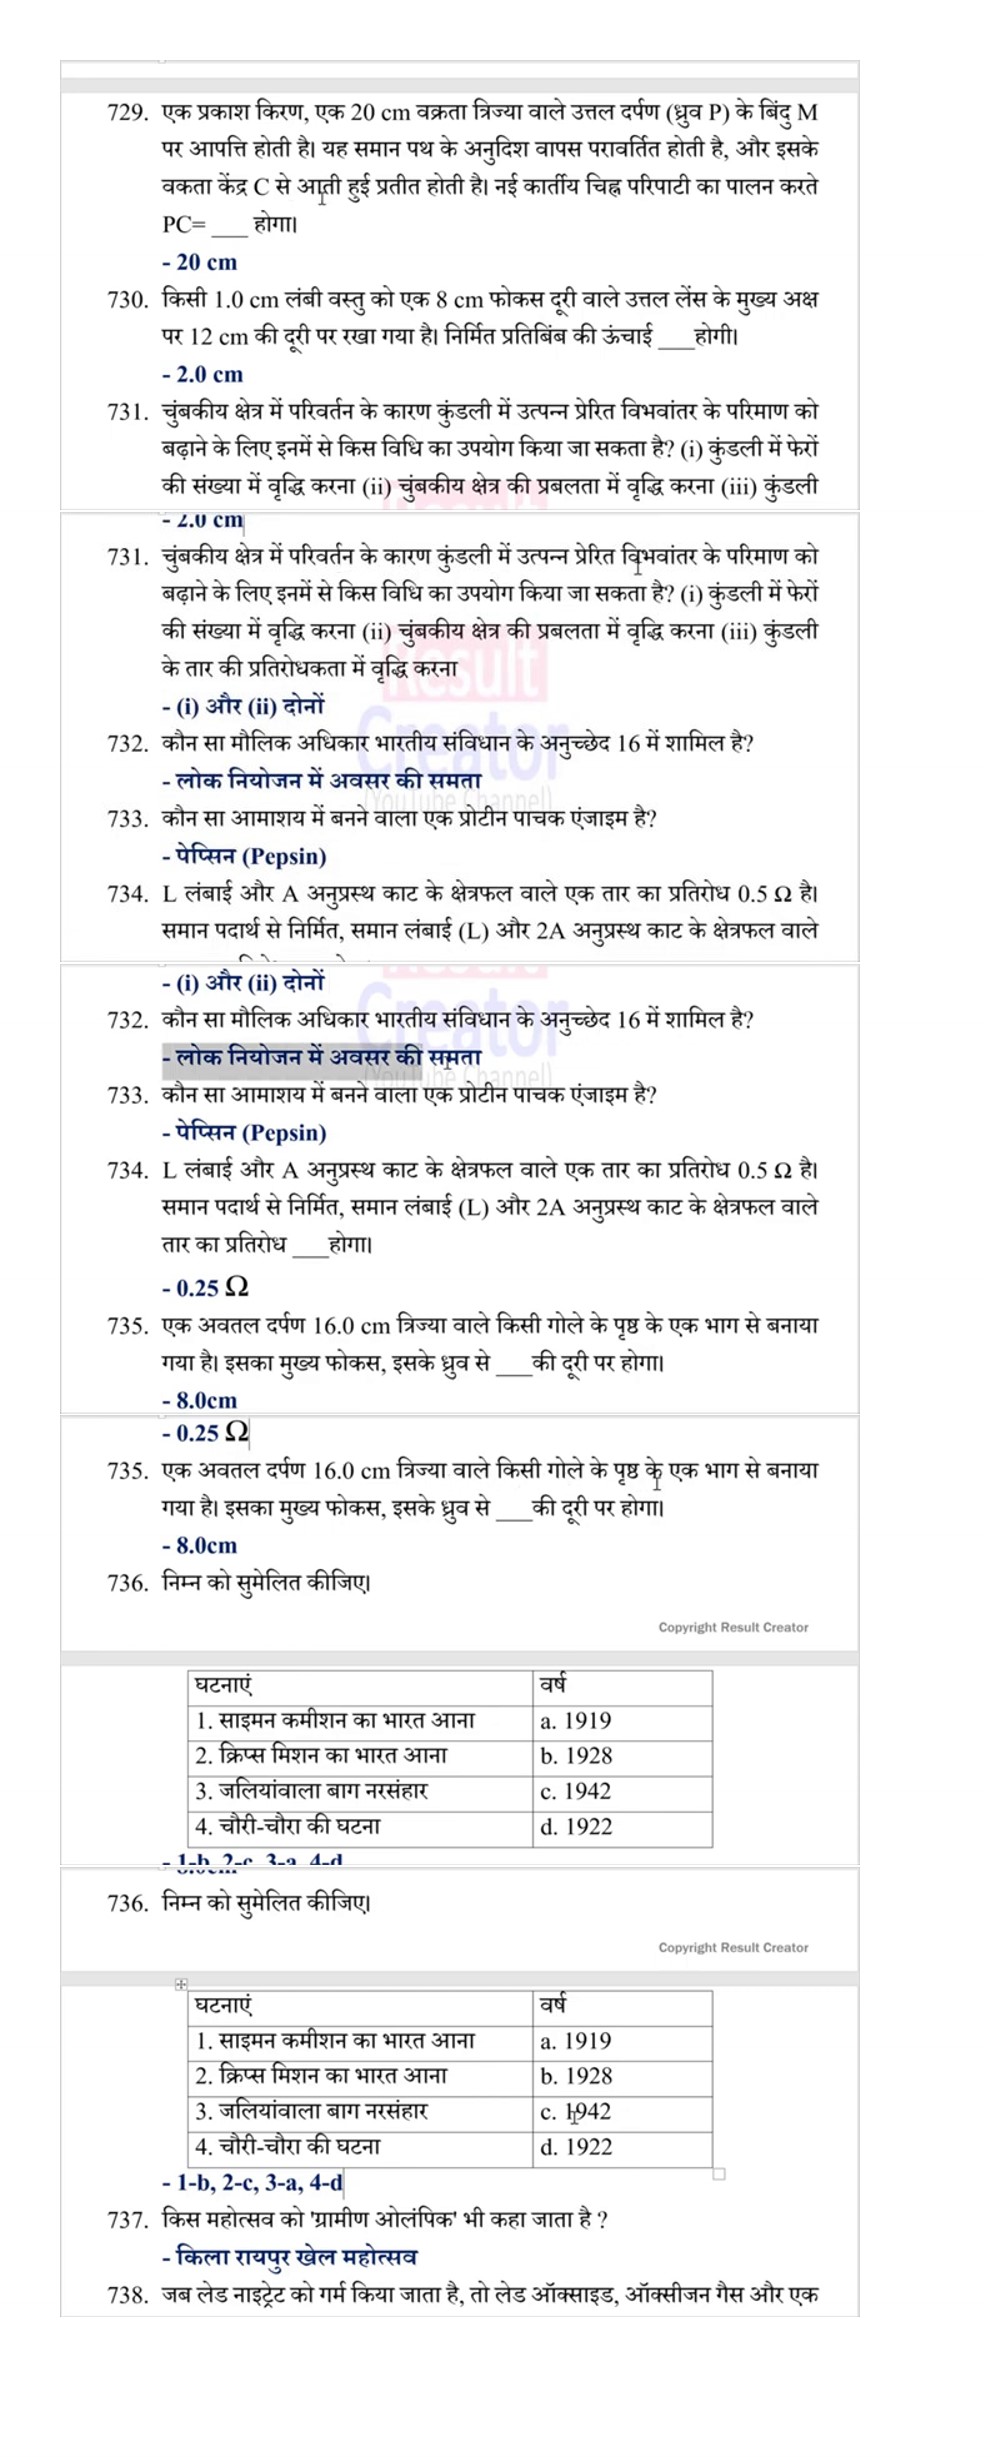 729. एक प्रकाश किरण, एक 20 cm वक्रता त्रिज्या वाले उत्तल दर्पण (ध्रुव P) के बिंदु M
पर आपत्ति होती है। यह समान पथ के अनुदिश वापस परावर्तित होती है, और इसके
वकता केंद्र C से आती हुई प्रतीत होती है। नई कार्तीय चिह्न परिपाटी का पालन करते
PC= ____ होगा।
- 20 cm
730. किसी 1.0 cm लंबी वस्तु को एक 8 cm फोकस दूरी वाले उत्तल लेंस के मुख्य अक्ष
पर 12 cm की दूरी पर रखा गया है। निर्मित प्रतिबिंब की ऊंचाई ____होगी।
- 2.0 cm
731. चुंबकीय क्षेत्र में परिवर्तन के कारण कुंडली में उत्पन्न प्रेरित विभवांतर के परिमाण को
बढ़ाने के लिए इनमें से किस विधि का उपयोग किया जा सकता है? (i) कुंडली में फेरों
की संख्या में वृद्धि करना (ii) चुंबकीय क्षेत्र की प्रबलता में वृद्धि करना (iii) कुंडली
- 2.0 cm
731. चुंबकीय क्षेत्र में परिवर्तन के कारण कुंडली में उत्पन्न प्रेरित विभवांतर के परिमाण को
बढ़ाने के लिए इनमें से किस विधि का उपयोग किया जा सकता है? (i) कुंडली में फेरों
की संख्या में वृद्धि करना (ii) चुंबकीय क्षेत्र की प्रबलता में वृद्धि करना (iii) कुंडली
के तार की प्रतिरोधकता में वृद्धि करना
Result
- (i) और (ii) दोनों
Creator
732. कौन सा मौलिक अधिकार भारतीय संविधान के अनुच्छेद 16 में शामिल है?
- लोक नियोजन में अवसर की समता
(YouTube Channel)
733. कौन सा आमाशय में बनने वाला एक प्रोटीन पाचक एंजाइम है?
- पेप्सिन (Pepsin)
734. L लंबाई और A अनुप्रस्थ काट के क्षेत्रफल वाले एक तार का प्रतिरोध 0.5 Ω है।
समान पदार्थ से निर्मित, समान लंबाई (L) और 2A अनुप्रस्थ काट के क्षेत्रफल वाले
- (i) और (ii) दोनों
Creator
732. कौन सा मौलिक अधिकार भारतीय संविधान के अनुच्छेद 16 में शामिल है?
- लोक नियोजन में अवसर की समता
(YouTube Channel)
733. कौन सा आमाशय में बनने वाला एक प्रोटीन पाचक एंजाइम है?
- पेप्सिन (Pepsin)
734. L लंबाई और A अनुप्रस्थ काट के क्षेत्रफल वाले एक तार का प्रतिरोध 0.5 Ω है।
समान पदार्थ से निर्मित, समान लंबाई (L) और 2A अनुप्रस्थ काट के क्षेत्रफल वाले
तार का प्रतिरोध ____होगा।
- 0.25 Ω
735. एक अवतल दर्पण 16.0 cm त्रिज्या वाले किसी गोले के पृष्ठ के एक भाग से बनाया
गया है। इसका मुख्य फोकस, इसके ध्रुव से ____की दूरी पर होगा।
- 8.0cm
- 0.25 Ω
735. एक अवतल दर्पण 16.0 cm त्रिज्या वाले किसी गोले के पृष्ठ के एक भाग से बनाया
गया है। इसका मुख्य फोकस, इसके ध्रुव से ____की दूरी पर होगा।
- 8.0cm
736. निम्न को सुमेलित कीजिए।
Copyright Result Creator
घटनाएं वर्ष
1. साइमन कमीशन का भारत आना a. 1919
2. क्रिप्स मिशन का भारत आना b. 1928
3. जलियांवाला बाग नरसंहार c. 1942
4. चौरी-चौरा की घटना d. 1922
- 1-b, 2-c, 3-a, 4-d
736. निम्न को सुमेलित कीजिए।
Copyright Result Creator
घटनाएं वर्ष
1. साइमन कमीशन का भारत आना a. 1919
2. क्रिप्स मिशन का भारत आना b. 1928
3. जलियांवाला बाग नरसंहार c. 1942
4. चौरी-चौरा की घटना d. 1922
- 1-b, 2-c, 3-a, 4-d
737. किस महोत्सव को 'ग्रामीण ओलंपिक' भी कहा जाता है ?
- किला रायपुर खेल महोत्सव
738. जब लेड नाइट्रेट को गर्म किया जाता है, तो लेड ऑक्साइड, ऑक्सीजन गैस और एक